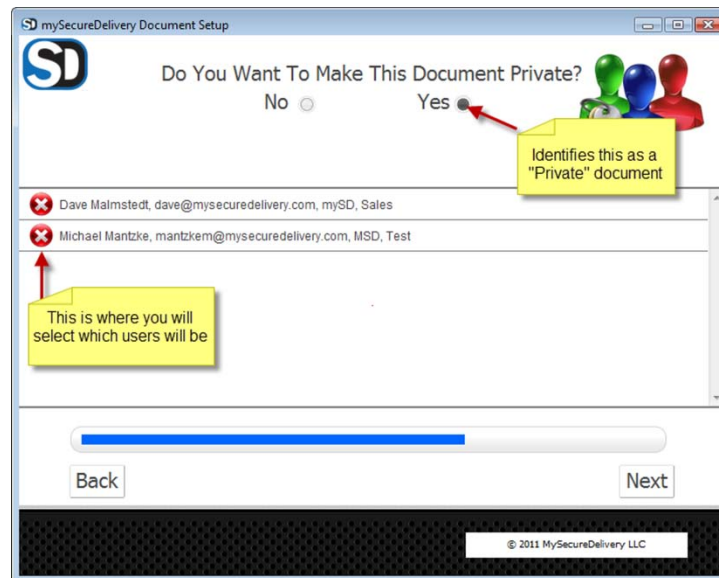 SD mySecureDelivery Document Setup
SD
Do You Want To Make This Document Private?
No
Yes
Identifies this as a
"Private" document
Dave Malmstedt, dave@mysecuredelivery.com, mySD, Sales
Michael Mantzke, mantzkem@mysecuredelivery.com, MSD, Test
This is where you will
select which users will be
Back
Next
© 2011 MySecureDelivery LLC